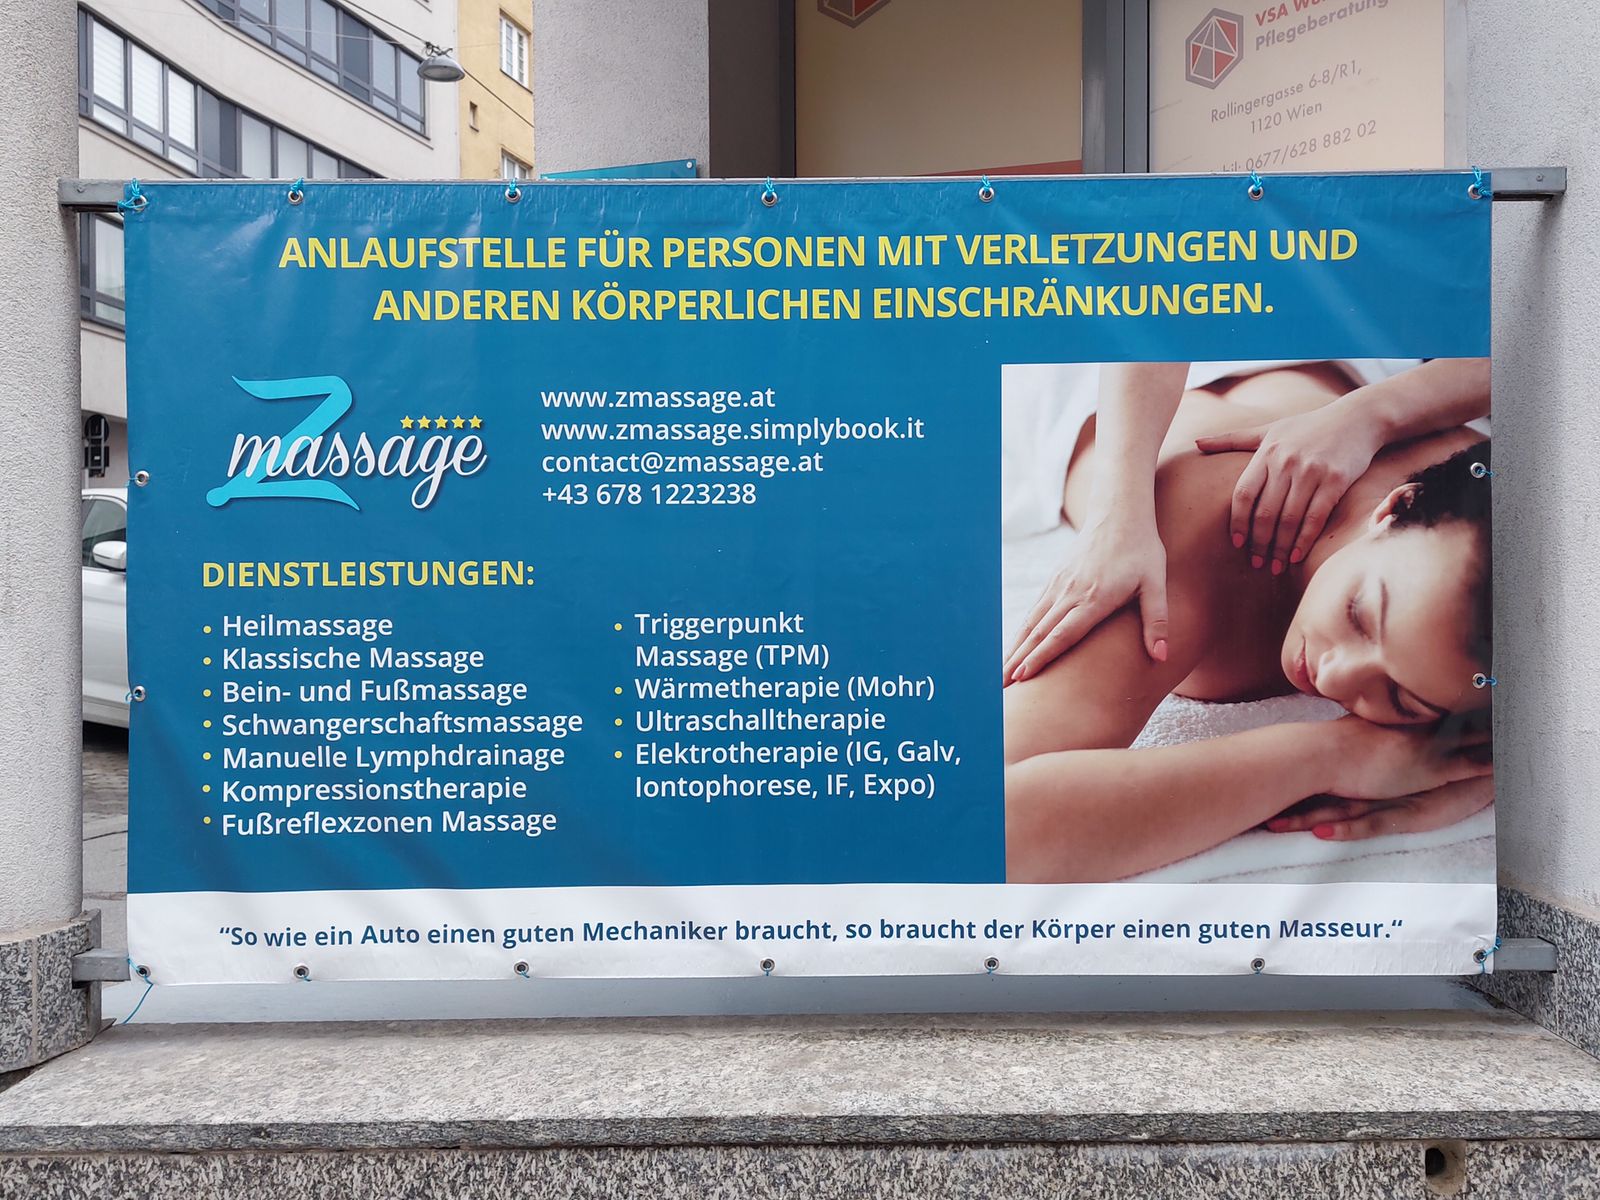 VSA
Pflegeberatung
Rollingergasse 6-8/R1,
1120 Wien
0677/628 882 02
ANLAUFSTELLE FÜR PERSONEN MIT VERLETZUNGEN UND
ANDEREN KÖRPERLICHEN EINSCHRÄNKUNGEN.
Z
massage
www.zmassage.at
www.zmassage.simplybook.it
contact@zmassage.at
+43 678 1223238
DIENSTLEISTUNGEN:
• Heilmassage
• Klassische Massage
• Bein- und Fußmassage
• Schwangerschaftsmassage
• Manuelle Lymphdrainage
• Kompressionstherapie
• Fußreflexzonen Massage
• Triggerpunkt
Massage (TPM)
• Wärmetherapie (Mohr)
• Ultraschalltherapie
• Elektrotherapie (IG, Galv,
Iontophorese, IF, Expo)
“So wie ein Auto einen guten Mechaniker braucht, so braucht der Körper einen guten Masseur.“